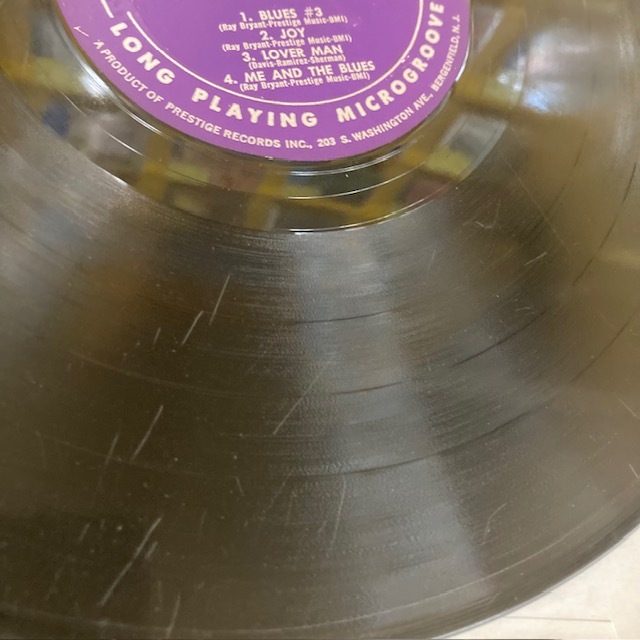 1. BLUES #3
(Ray Bryant-Prestige Music-BMI)
2. JOY
(Ray Bryant-Prestige Music-BMI)
3. LOVER MAN
(Davis-Ramirez-Sherman)
4. ME AND THE BLUES
(Ray Bryant-Prestige Music-BMI)
LONG PLAYING MICROGROOVE
A PRODUCT OF PRESTIGE RECORDS INC., 203 S. WASHINGTON AVE., BERGENFIELD, N.J.